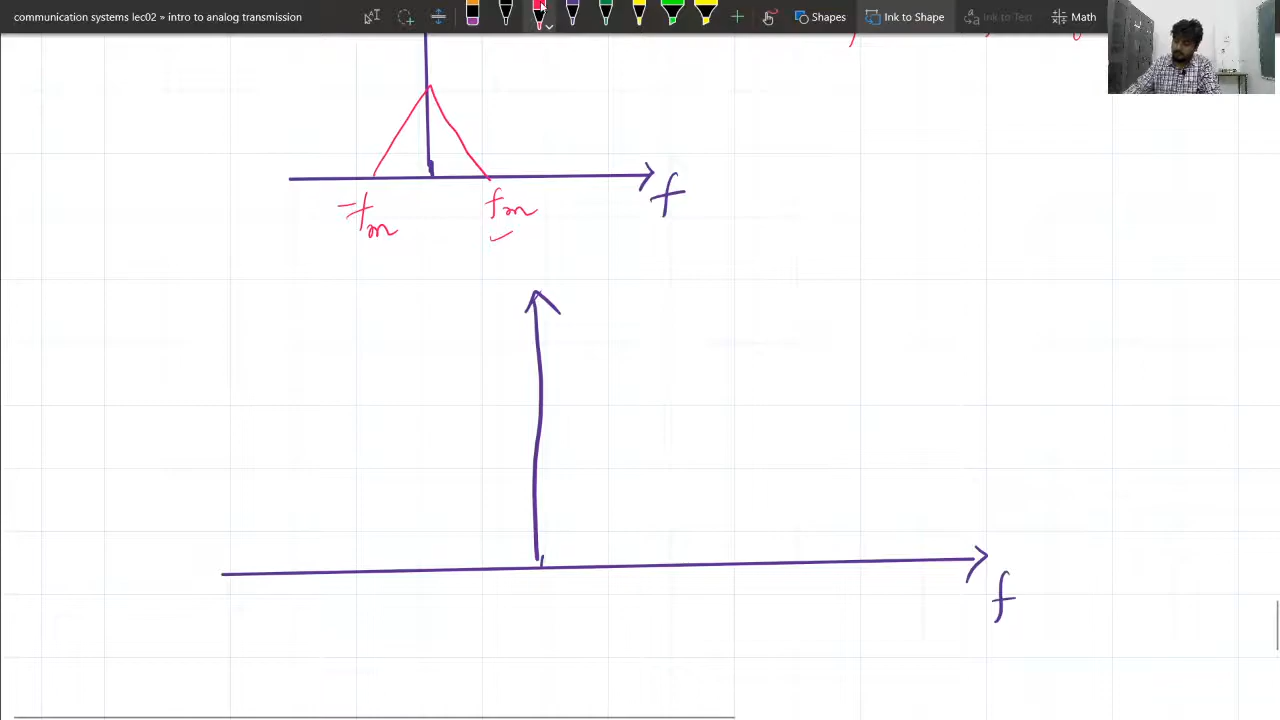 communication systems lec02 » intro to analog transmission
Shapes
Ink to Shape
Ink to Text
Math
f
-fm
fm
f